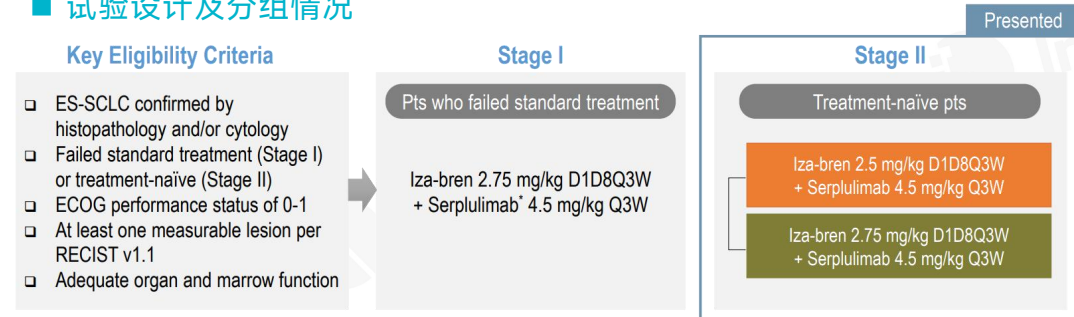 ■ 试验设计及分组情况
Presented
Key Eligibility Criteria
❑ ES-SCLC confirmed by
histopathology and/or cytology
❑ Failed standard treatment (Stage I)
or treatment-naïve (Stage II)
❑ ECOG performance status of 0-1
❑ At least one measurable lesion per
RECIST v1.1
❑ Adequate organ and marrow function
Stage I
Pts who failed standard treatment
Iza-bren 2.75 mg/kg D1D8Q3W
+ Serplulimab* 4.5 mg/kg Q3W
Stage II
Treatment-naïve pts
Iza-bren 2.5 mg/kg D1D8Q3W
+ Serplulimab 4.5 mg/kg Q3W
Iza-bren 2.75 mg/kg D1D8Q3W
+ Serplulimab 4.5 mg/kg Q3W